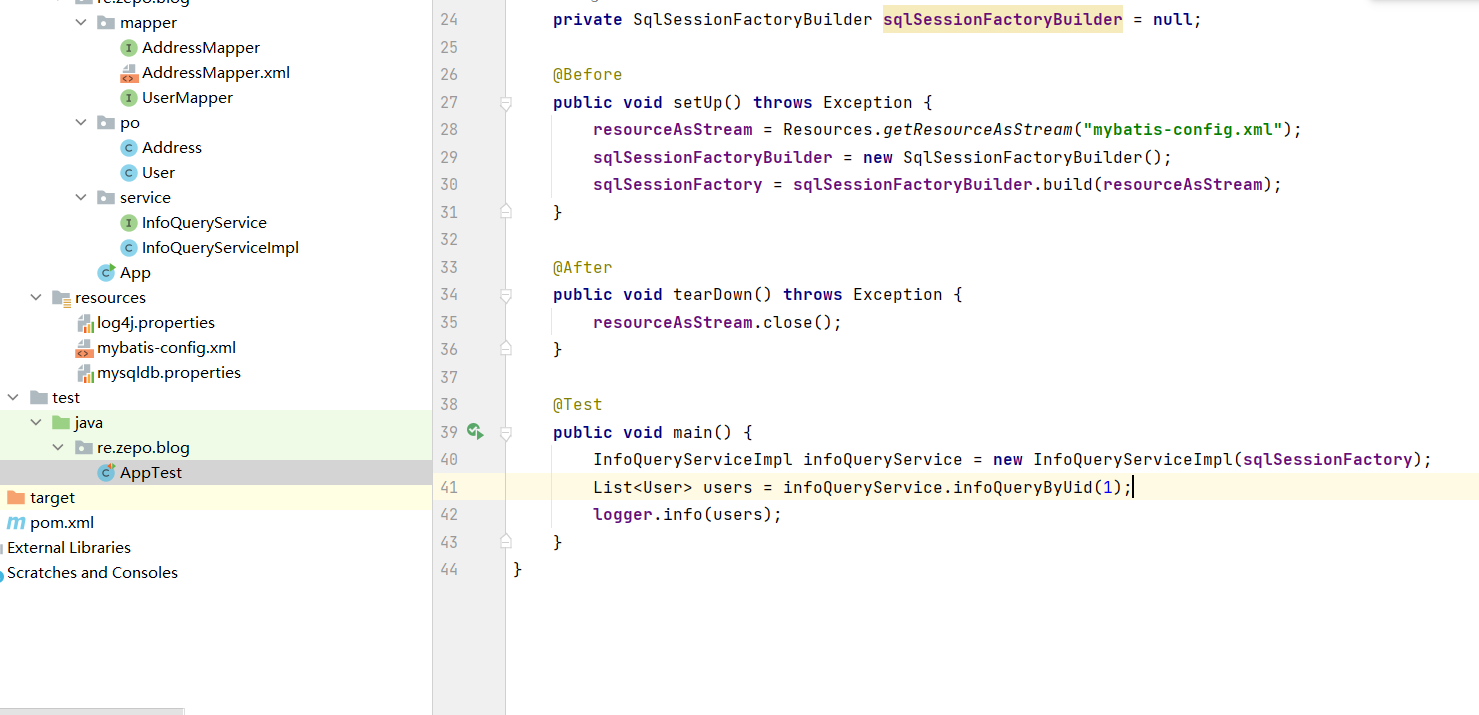 re.zepo.blog
mapper
AddressMapper
AddressMapper.xml
UserMapper
po
Address
User
service
InfoQueryService
InfoQueryServiceImpl
App
resources
log4j.properties
mybatis-config.xml
mysqldb.properties
test
java
re.zepo.blog
AppTest
target
pom.xml
External Libraries
Scratches and Consoles
24 private SqlSessionFactoryBuilder sqlSessionFactoryBuilder = null;
25
26 @Before
27 public void setUp() throws Exception {
28 resourceAsStream = Resources.getResourceAsStream("mybatis-config.xml");
29 sqlSessionFactoryBuilder = new SqlSessionFactoryBuilder();
30 sqlSessionFactory = sqlSessionFactoryBuilder.build(resourceAsStream);
31 }
32
33 @After
34 public void tearDown() throws Exception {
35 resourceAsStream.close();
36 }
37
38 @Test
39 public void main() {
40 InfoQueryServiceImpl infoQueryService = new InfoQueryServiceImpl(sqlSessionFactory);
41 List<User> users = infoQueryService.infoQueryByUid(1);
42 logger.info(users);
43 }
44 }